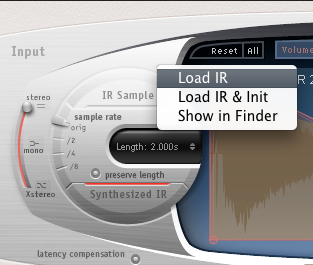 Input
Reset All Volume
Load IR
Load IR & Init
Show in Finder
IR Sample
R 2
stereo
sample rate
orig
/2
mono
/4
Length: 2.000s
/8
preserve length
Xstereo
Synthesized IR
latency compensation